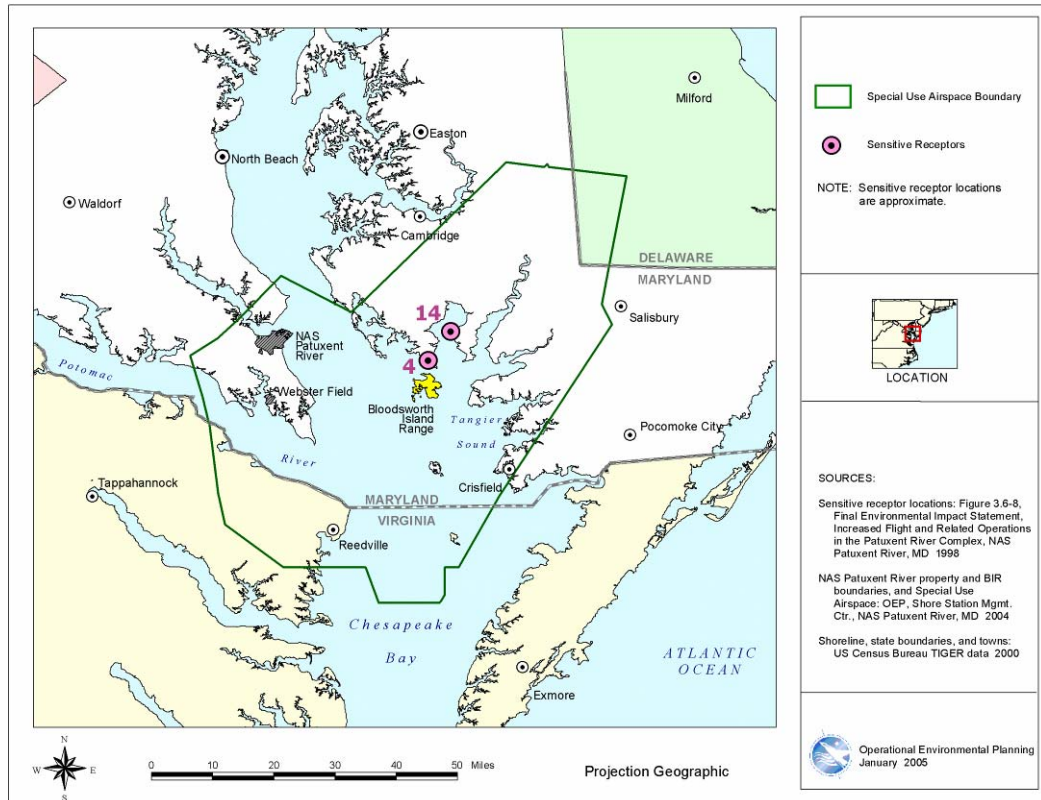 Milford
Easton
North Beach
Waldorf
Cambridge
DELAWARE
MARYLAND
Salisbury
14
NAS
Patuxent
River
4
Potomac
Webster Field
Bloodsworth
Island
Range
Tangier
Sound
Pocomoke City
River
Crisfield
Tappahannock
MARYLAND
VIRGINIA
Reedville
Chesapeake
Bay
ATLANTIC
OCEAN
Exmore
N
W E
S
0 10 20 30 40 50 Miles
Projection Geographic
Special Use Airspace Boundary
Sensitive Receptors
NOTE: Sensitive receptor locations
are approximate.
LOCATION
SOURCES:
Sensitive receptor locations: Figure 3.6-8,
Final Environmental Impact Statement,
Increased Flight and Related Operations
in the Patuxent River Complex, NAS
Patuxent River, MD 1998
NAS Patuxent River property and BIR
boundaries, and Special Use
Airspace: OEP, Shore Station Mgmt.
Ctr., NAS Patuxent River, MD 2004
Shoreline, state boundaries, and towns:
US Census Bureau TIGER data 2000
Operational Environmental Planning
January 2005